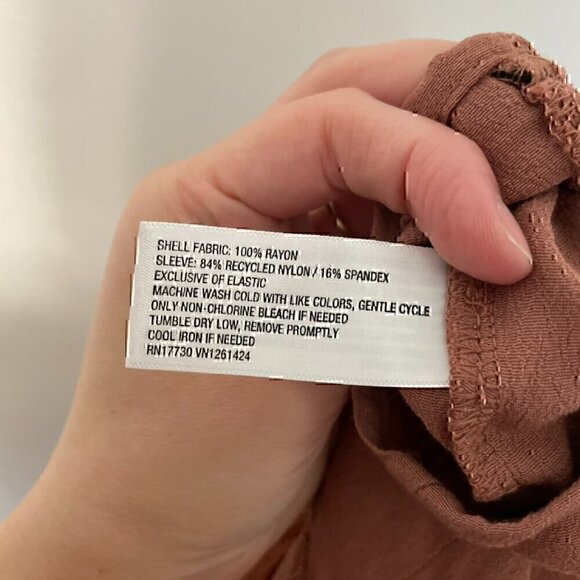 SHELL FABRIC: 100% RAYON
SLEEVE: 84% RECYCLED NYLON / 16% SPANDEX
EXCLUSIVE OF ELASTIC
MACHINE WASH COLD WITH LIKE COLORS, GENTLE CYCLE
ONLY NON-CHLORINE BLEACH IF NEEDED
TUMBLE DRY LOW, REMOVE PROMPTLY
COOL IRON IF NEEDED
RN17730 VN1261424